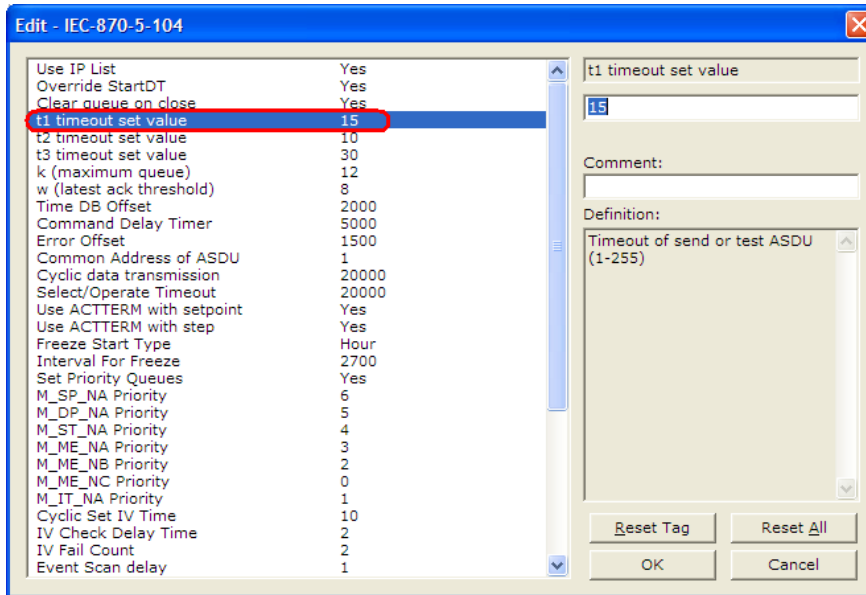 Edit - IEC-870-5-104
Use IP List Yes
Override StartDT Yes
Clear queue on close Yes
t1 timeout set value 15
t2 timeout set value 10
t3 timeout set value 30
k (maximum queue) 12
w (latest ack threshold) 8
Time DB Offset 2000
Command Delay Timer 5000
Error Offset 1500
Common Address of ASDU 1
Cyclic data transmission 20000
Select/Operate Timeout 20000
Use ACTTERM with setpoint Yes
Use ACTTERM with step Yes
Freeze Start Type Hour
Interval For Freeze 2700
Set Priority Queues Yes
M_SP_NA Priority 6
M_DP_NA Priority 5
M_ST_NA Priority 4
M_ME_NA Priority 3
M_ME_NB Priority 2
M_ME_NC Priority 0
M_IT_NA Priority 1
Cyclic Set IV Time 10
IV Check Delay Time 2
IV Fail Count 2
Event Scan delay 1
t1 timeout set value
15
Comment:
Definition:
Timeout of send or test ASDU
(1-255)
Reset Tag Reset All
OK Cancel